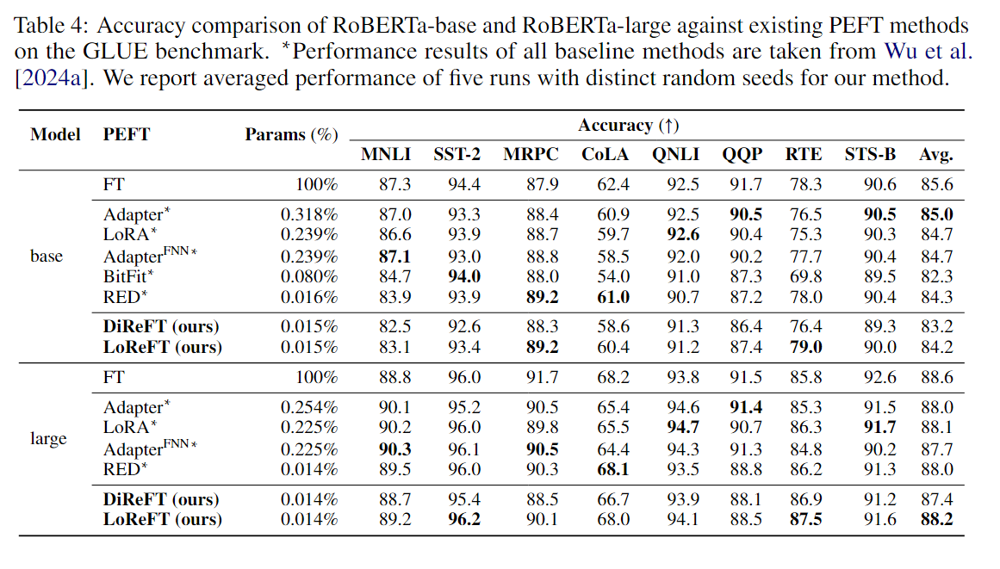 Table 4: Accuracy comparison of RoBERTa-base and RoBERTa-large against existing PEFT methods
on the GLUE benchmark. *Performance results of all baseline methods are taken from Wu et al.
[2024a]. We report averaged performance of five runs with distinct random seeds for our method.
Model PEFT Params (%) Accuracy (↑)
MNLI SST-2 MRPC CoLA QNLI QQP RTE STS-B Avg.
FT 100% 87.3 94.4 87.9 62.4 92.5 91.7 78.3 90.6 85.6
Adapter* 0.318% 87.0 93.3 88.4 60.9 92.5 90.5 76.5 90.5 85.0
LoRA* 0.239% 86.6 93.9 88.7 59.7 92.6 90.4 75.3 90.3 84.7
base AdapterFNN* 0.239% 87.1 93.0 88.8 58.5 92.0 90.2 77.7 90.4 84.7
BitFit* 0.080% 84.7 94.0 88.0 54.0 91.0 87.3 69.8 89.5 82.3
RED* 0.016% 83.9 93.9 89.2 61.0 90.7 87.2 78.0 90.4 84.3
DiReFT (ours) 0.015% 82.5 92.6 88.3 58.6 91.3 86.4 76.4 89.3 83.2
LoReFT (ours) 0.015% 83.1 93.4 89.2 60.4 91.2 87.4 79.0 90.0 84.2
FT 100% 88.8 96.0 91.7 68.2 93.8 91.5 85.8 92.6 88.6
Adapter* 0.254% 90.1 95.2 90.5 65.4 94.6 91.4 85.3 91.5 88.0
LoRA* 0.225% 90.2 96.0 89.8 65.5 94.7 90.7 86.3 91.7 88.1
large AdapterFNN* 0.225% 90.3 96.1 90.5 64.4 94.3 91.3 84.8 90.2 87.7
RED* 0.014% 89.5 96.0 90.3 68.1 93.5 88.8 86.2 91.3 88.0
DiReFT (ours) 0.014% 88.7 95.4 88.5 66.7 93.9 88.1 86.9 91.2 87.4
LoReFT (ours) 0.014% 89.2 96.2 90.1 68.0 94.1 88.5 87.5 91.6 88.2